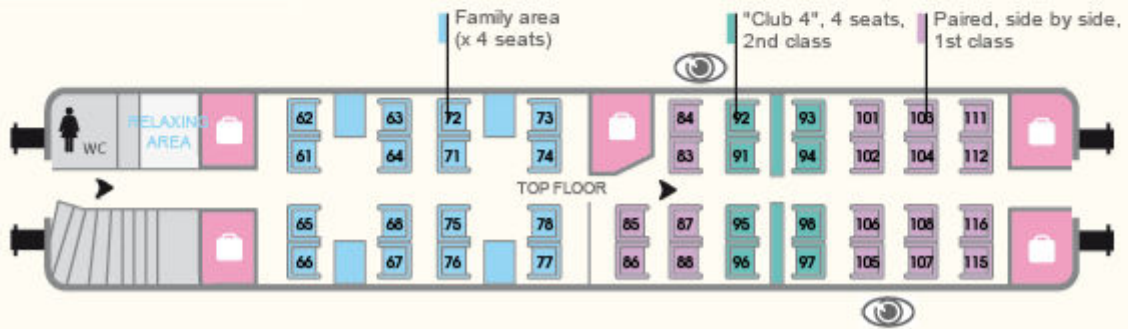 Family area
(x 4 seats)
"Club 4", 4 seats,
2nd class
Paired, side by side,
1st class
62 63 72 73 84 92 93 101 103 111
RELAXING
AREA
WC
61 64 71 74 83 91 94 102 104 112
TOP FLOOR
65 68 75 78 85 87 95 98 106 108 116
66 67 76 77 86 88 96 97 105 107 115